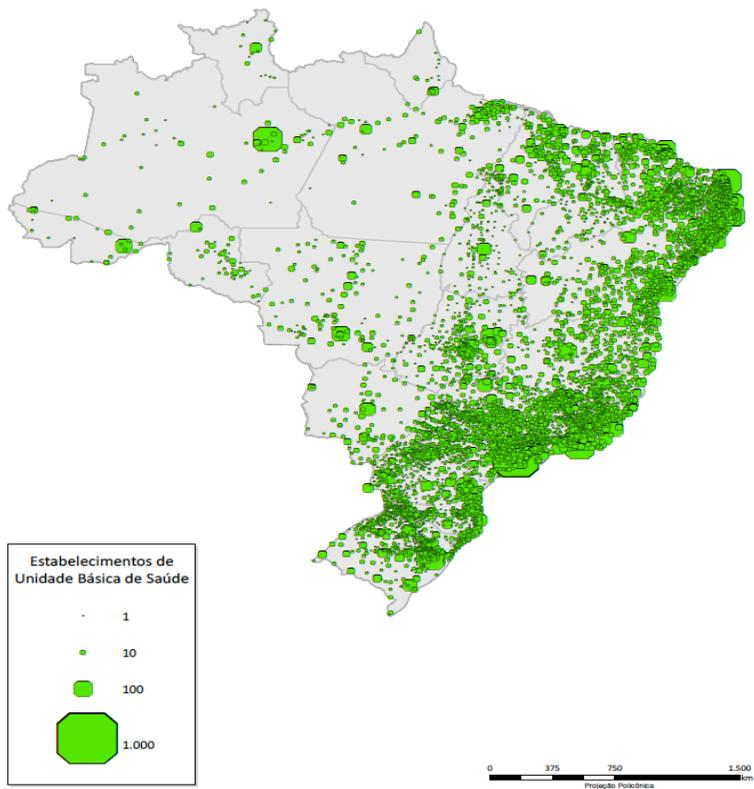 Estabelecimentos de
Unidade Básica de Saúde
1
10
100
1.000
0 375 750 1.500
km
Projeção Policônica